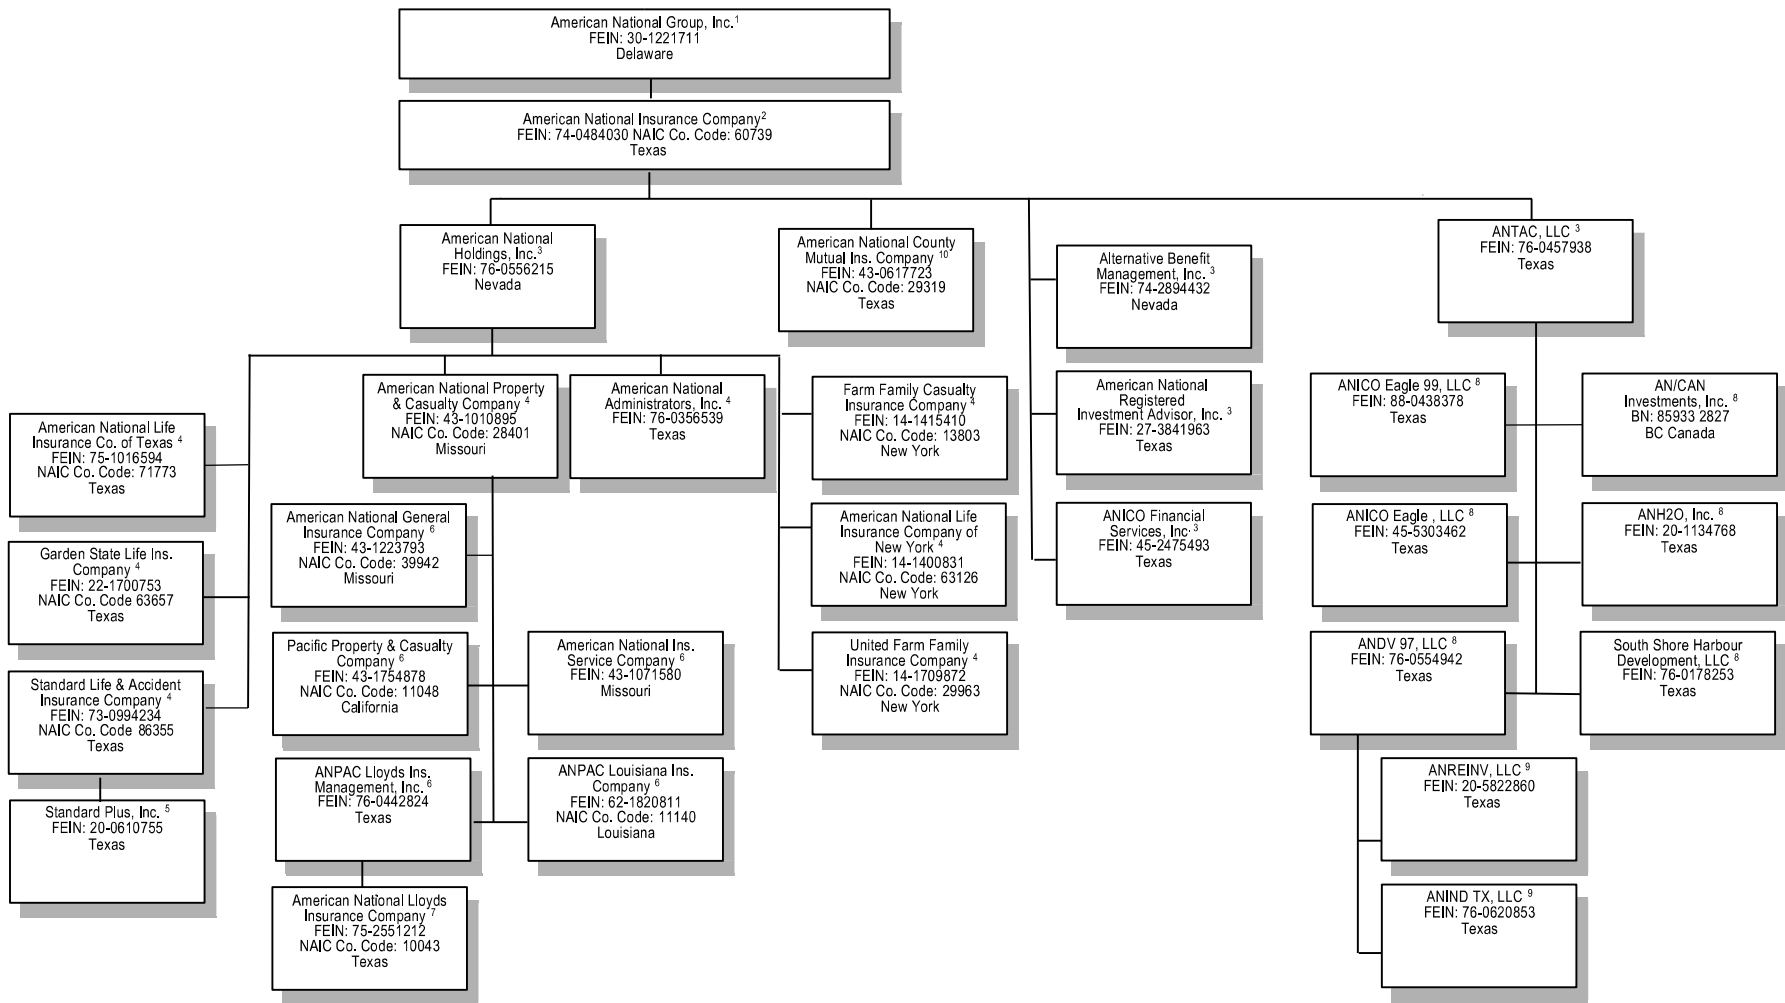 American National Group, Inc.¹
FEIN: 30-1221711
Delaware
American National Insurance Company²
FEIN: 74-0484030 NAIC Co. Code: 60739
Texas
American National
Holdings, Inc.³
FEIN: 76-0556215
Nevada
American National County
Mutual Ins. Company ¹⁰
FEIN: 43-0617723
NAIC Co. Code: 29319
Texas
Alternative Benefit
Management, Inc. ³
FEIN: 74-2894432
Nevada
ANTAC, LLC ³
FEIN: 76-0457938
Texas
American National Life
Insurance Co. of Texas ⁴
FEIN: 75-1016594
NAIC Co. Code: 71773
Texas
American National Property
& Casualty Company ⁴
FEIN: 43-1010895
NAIC Co. Code: 28401
Missouri
American National
Administrators, Inc. ⁴
FEIN: 76-0356539
Texas
Farm Family Casualty
Insurance Company ⁴
FEIN: 14-1415410
NAIC Co. Code: 13803
New York
American National
Registered
Investment Advisor, Inc. ³
FEIN: 27-3841963
Texas
ANICO Eagle 99, LLC ⁸
FEIN: 88-0438378
Texas
AN/CAN
Investments, Inc. ⁸
BN: 85933 2827
BC Canada
Garden State Life Ins.
Company ⁴
FEIN: 22-1700753
NAIC Co. Code 63657
Texas
American National General
Insurance Company ⁶
FEIN: 43-1223793
NAIC Co. Code: 39942
Missouri
American National Life
Insurance Company of
New York ⁴
FEIN: 14-1400831
NAIC Co. Code: 63126
New York
ANICO Financial
Services, Inc. ³
FEIN: 45-2475493
Texas
ANICO Eagle , LLC ⁸
FEIN: 45-5303462
Texas
ANH2O, Inc. ⁸
FEIN: 20-1134768
Texas
Standard Life & Accident
Insurance Company ⁴
FEIN: 73-0994234
NAIC Co. Code 86355
Texas
Pacific Property & Casualty
Company ⁶
FEIN: 43-1754878
NAIC Co. Code: 11048
California
American National Ins.
Service Company ⁶
FEIN: 43-1071580
Missouri
United Farm Family
Insurance Company ⁴
FEIN: 14-1709872
NAIC Co. Code: 29963
New York
ANDV 97, LLC ⁸
FEIN: 76-0554942
Texas
South Shore Harbour
Development, LLC ⁸
FEIN: 76-0178253
Texas
Standard Plus, Inc. ⁵
FEIN: 20-0610755
Texas
ANPAC Lloyds Ins.
Management, Inc. ⁶
FEIN: 76-0442824
Texas
ANPAC Louisiana Ins.
Company ⁶
FEIN: 62-1820811
NAIC Co. Code: 11140
Louisiana
ANREINV, LLC ⁹
FEIN: 20-5822860
Texas
American National Lloyds
Insurance Company ⁷
FEIN: 75-2551212
NAIC Co. Code: 10043
Texas
ANIND TX, LLC ⁹
FEIN: 76-0620853
Texas